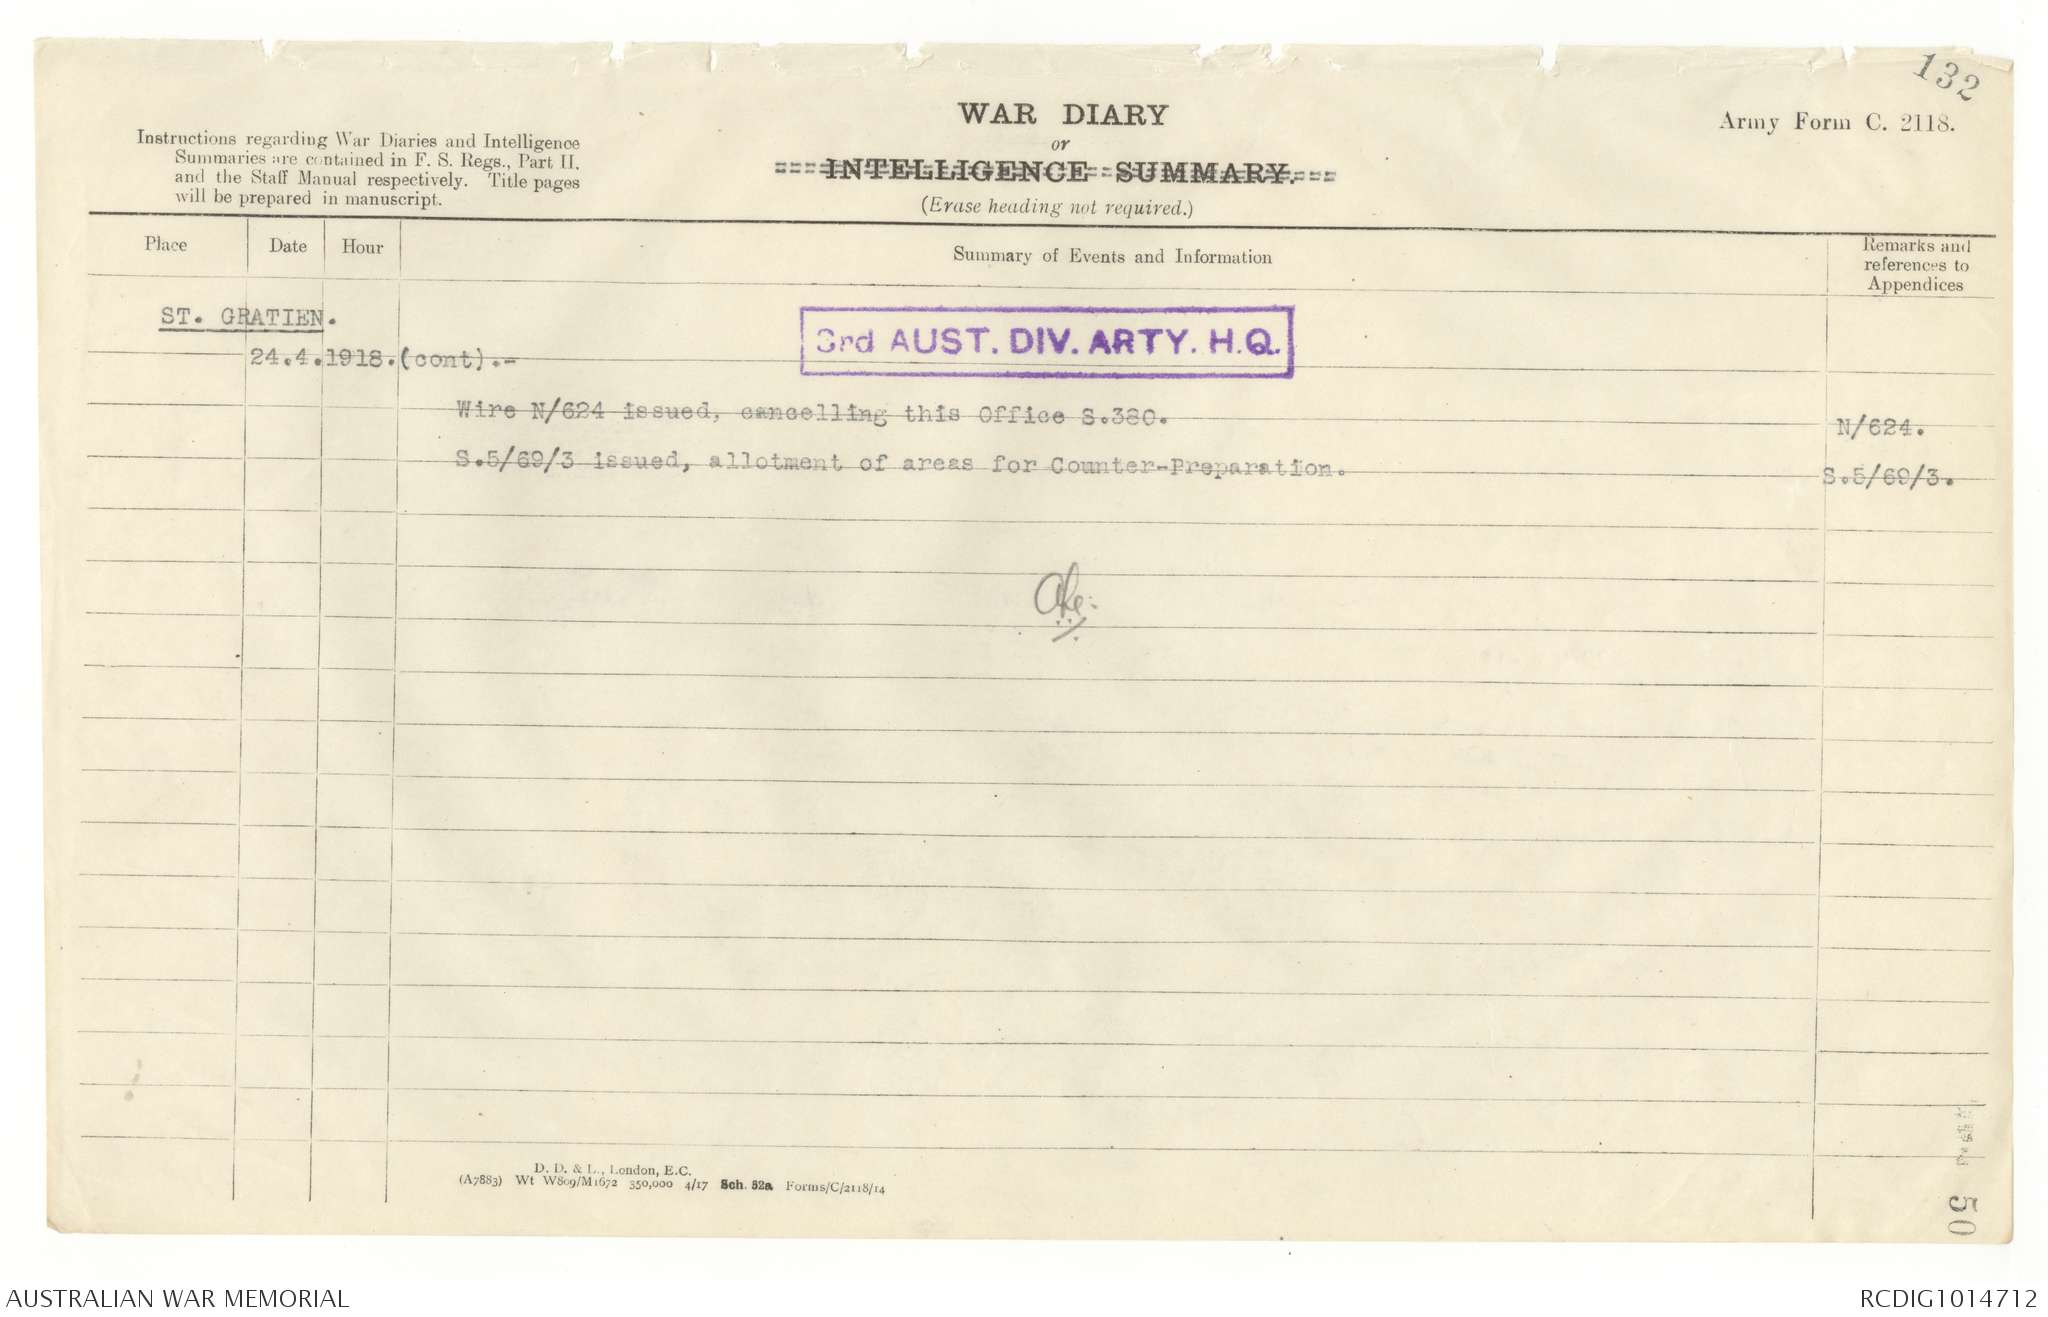 132
Army Form C. 2118.
WAR DIARY
or
INTELLIGENCE SUMMARY.
(Erase heading not required.)
Instructions regarding War Diaries and Intelligence
Summaries are contained in F. S. Regs., Part II.
and the Staff Manual respectively. Title pages
will be prepared in manuscript.
Place
Date
Hour
Summary of Events and Information
Remarks and
references to
Appendices
ST. GRATIEN.
3rd AUST. DIV. ARTY. H.Q.
24.4.1918.(cont).-
Wire N/624 issued, cancelling this Office S.380.
N/624.
S.5/69/3 issued, allotment of areas for Counter-Preparation.
S.5/69/3.
D. D. & L., London, E.C.
(A7883) Wt W809/M1672 350,000 4/17 Sch. 52a Forms/C/2118/14
50
AUSTRALIAN WAR MEMORIAL
RCDIG1014712